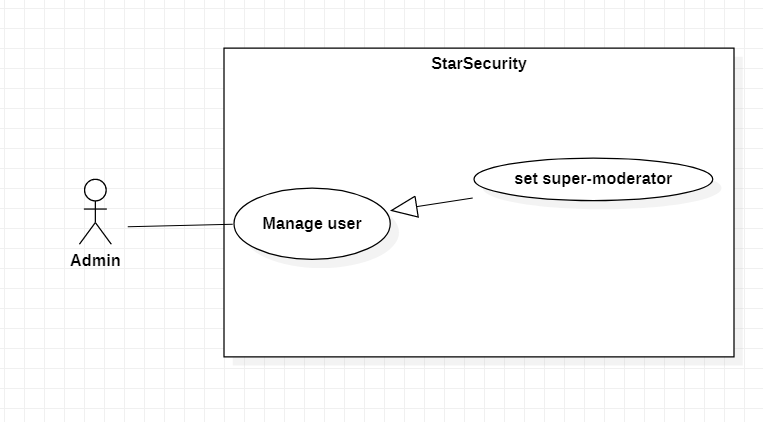 StarSecurity
set super-moderator
Manage user
Admin